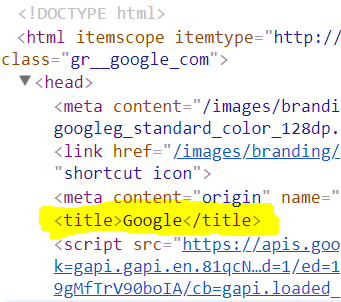 <!DOCTYPE html>
<html itemscope itemtype="http://
class="gr__google_com">
▼<head>
<meta content="/images/brandi
googleg_standard_color_128dp.
<link href="/images/branding/
"shortcut icon">
<meta content="origin" name="
<title>Google</title>
<script src="https://apis.goo
k=gapi.gapi.en.81qcN…d=1/ed=1
9gMfTrV90boIA/cb=gapi.loaded_